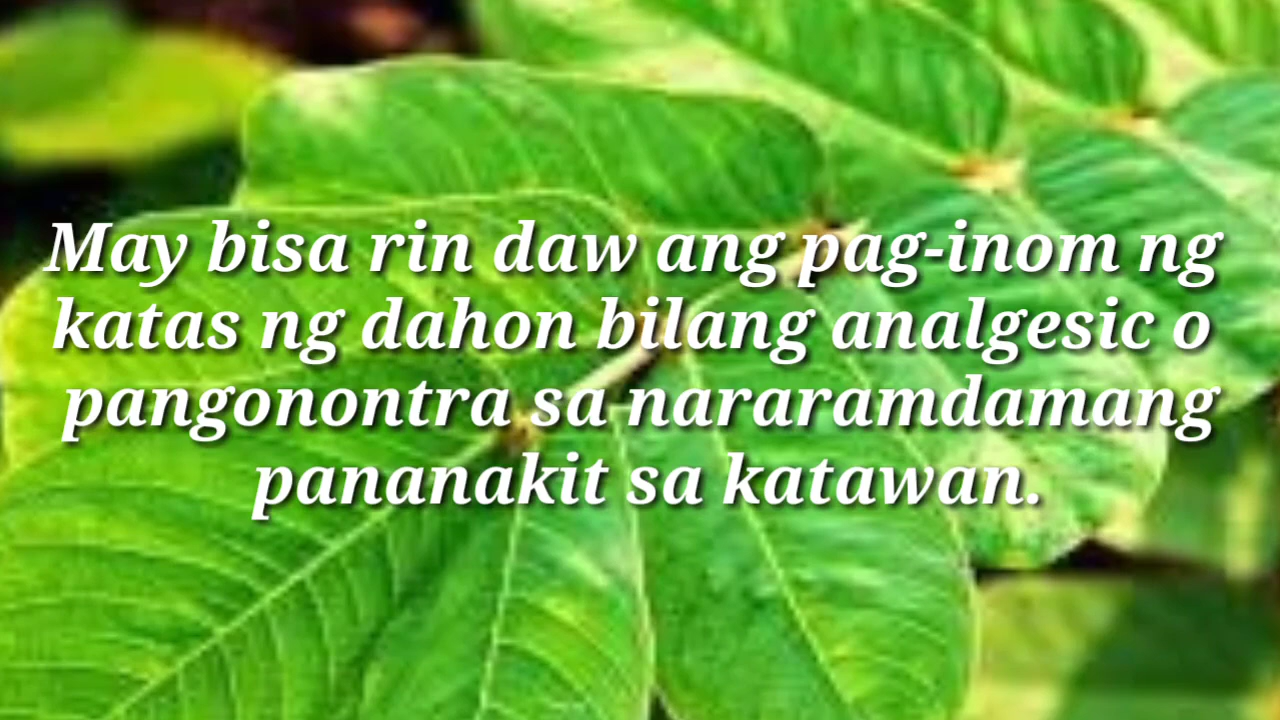 May bisa rin daw ang pag-inom ng
katas ng dahon bilang analgesic o
pangonontra sa nararamdamang
pananakit sa katawan.